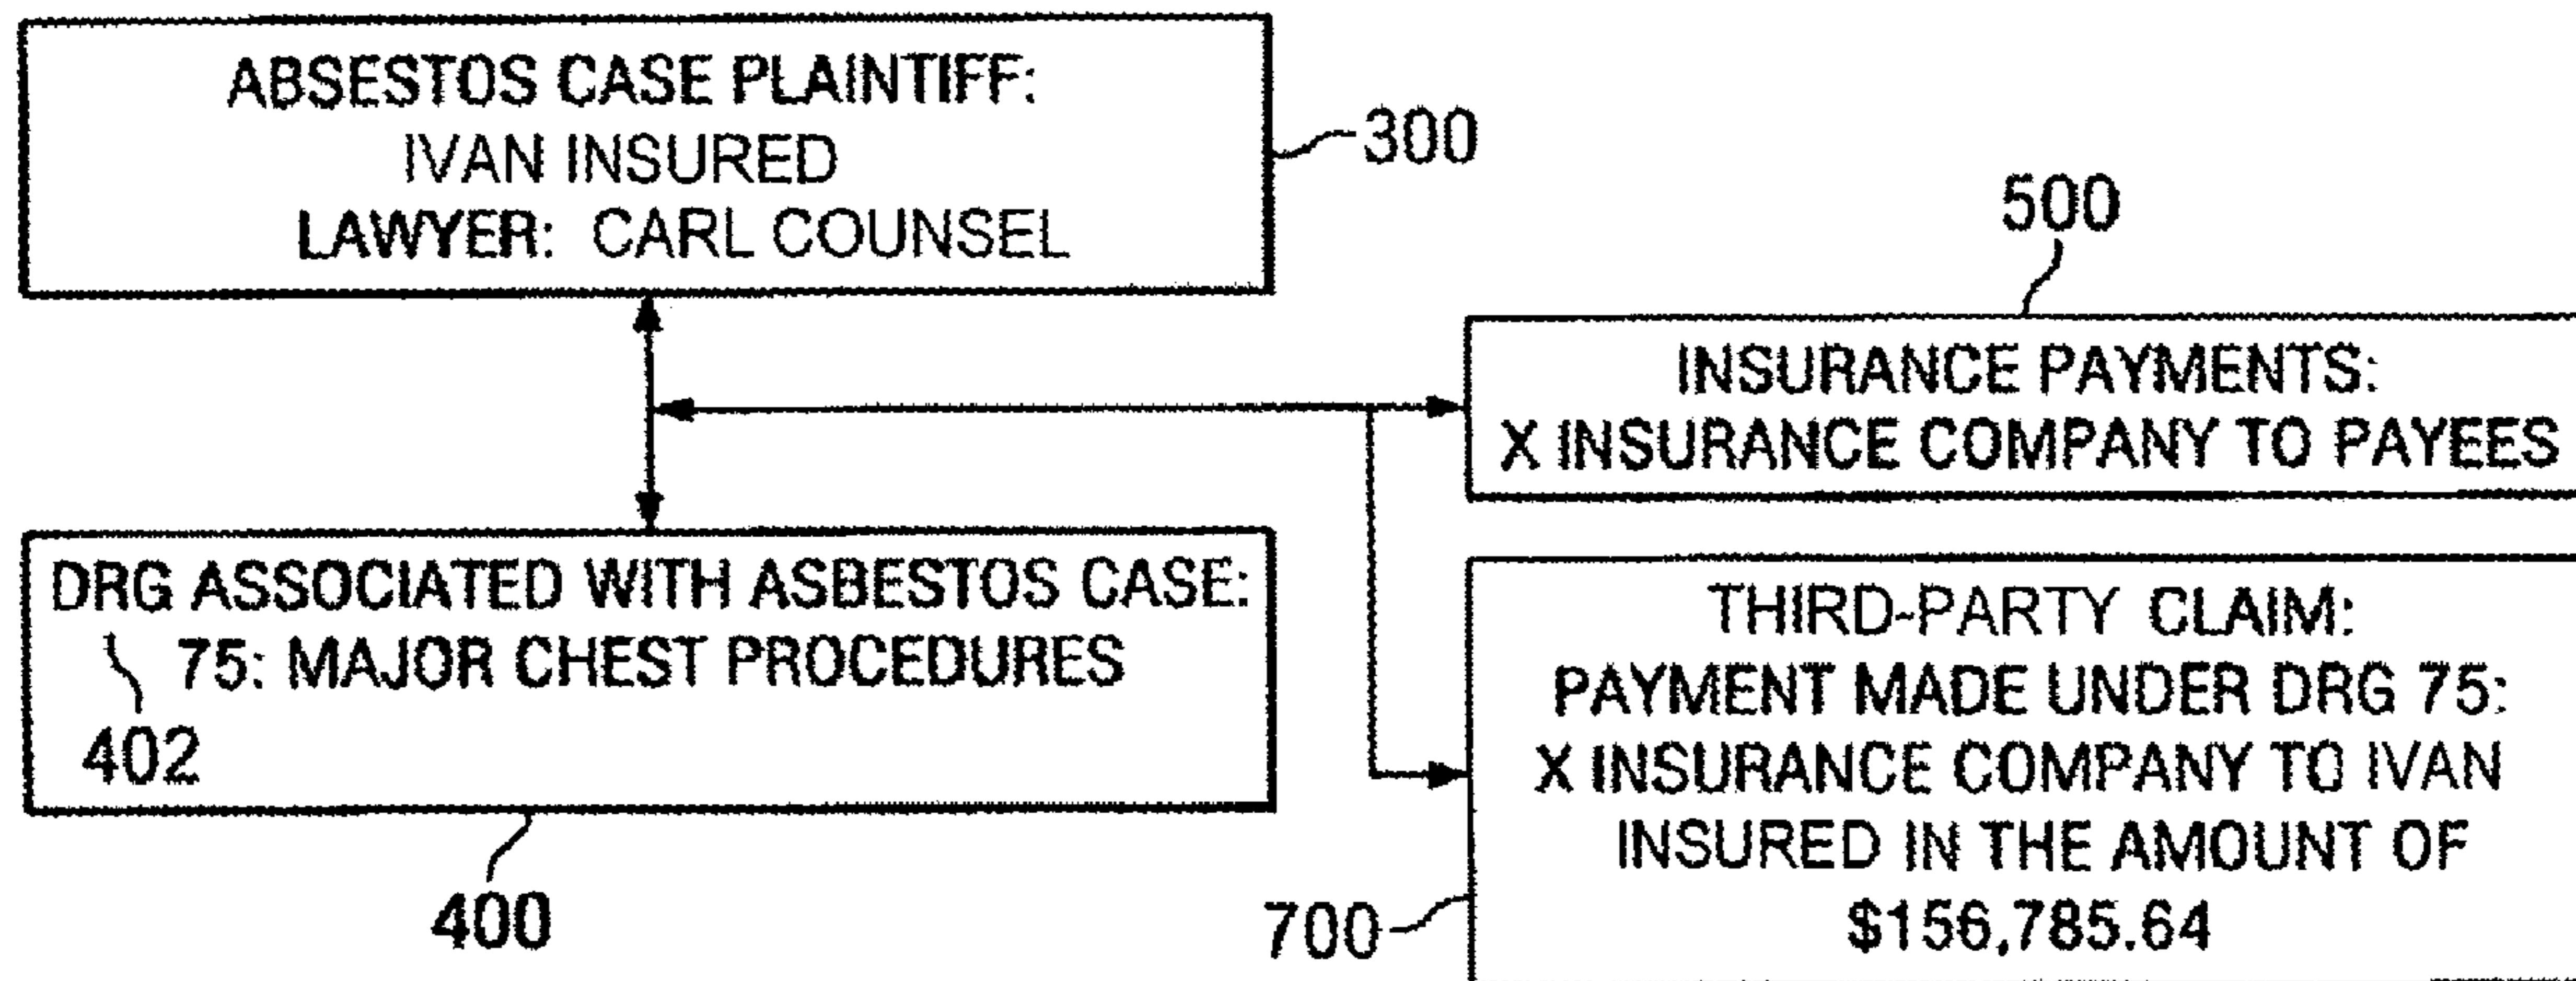 ABSESTOS CASE PLAINTIFF:
IVAN INSURED
LAWYER: CARL COUNSEL
300
500
INSURANCE PAYMENTS:
X INSURANCE COMPANY TO PAYEES
DRG ASSOCIATED WITH ASBESTOS CASE:
75: MAJOR CHEST PROCEDURES
402
400
THIRD-PARTY CLAIM:
PAYMENT MADE UNDER DRG 75:
X INSURANCE COMPANY TO IVAN
INSURED IN THE AMOUNT OF
$156,785.64
700